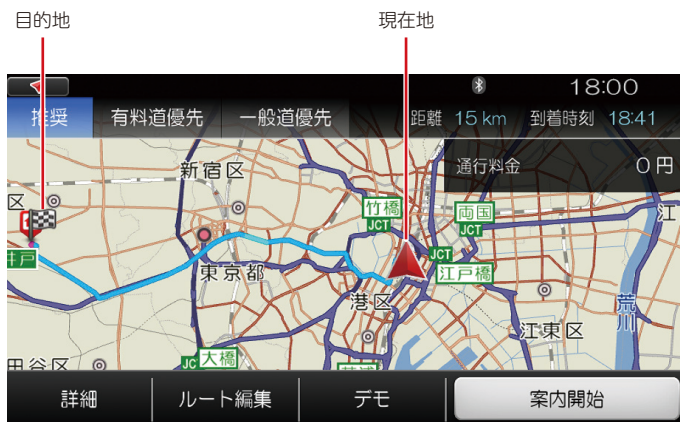 目的地
現在地
18:00
推奨
有料道優先
一般道優先
距離 15 km
到着時刻 18:41
通行料金 0 円
新宿区
竹橋
JCT
両国
JCT
区
江
井戸
東京都
JCT
江戸橋
港区
荒川
江東区
大橋
JC
田谷区
詳細
ルート編集
デモ
案内開始